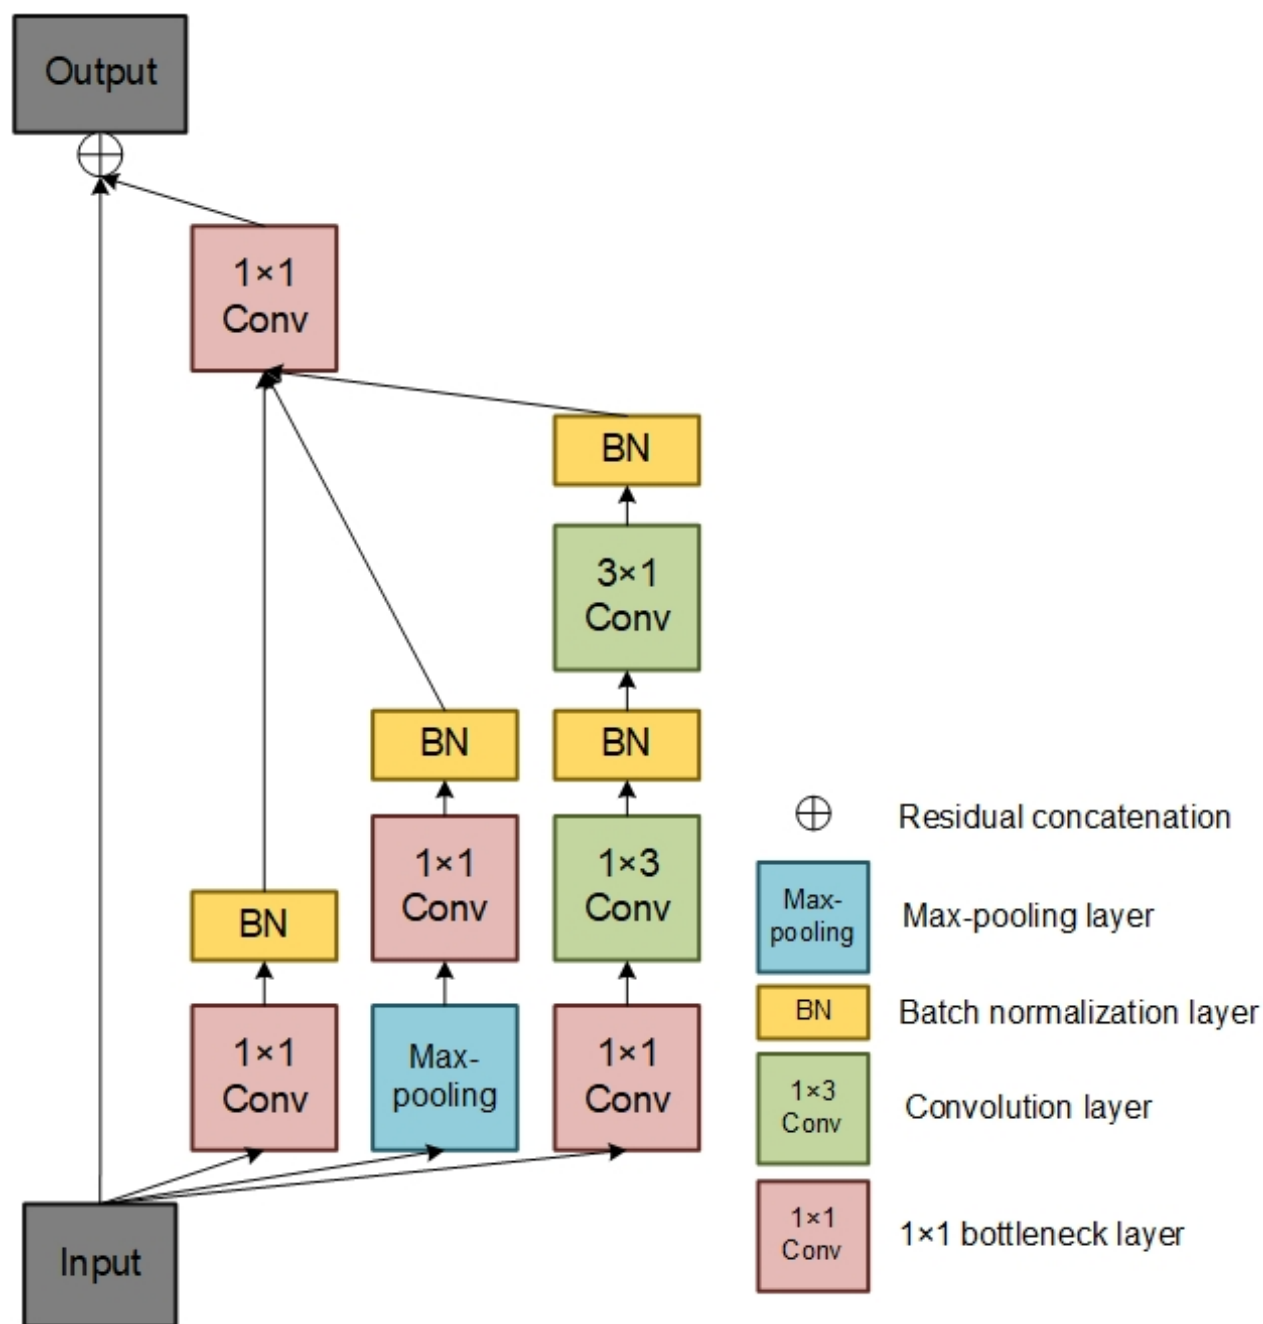 Output
1×1
Conv
BN
3×1
Conv
BN
BN
1×1
Conv
1×3
Conv
BN
1×1
Conv
Max-
pooling
1×1
Conv
Input
Residual concatenation
Max-
pooling
Max-pooling layer
BN
Batch normalization layer
1×3
Conv
Convolution layer
1×1
Conv
1×1 bottleneck layer